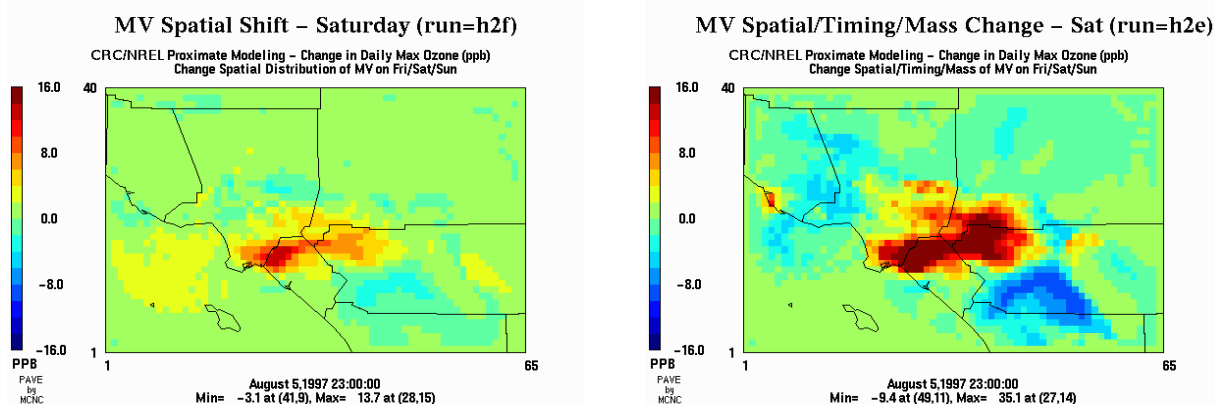 MV Spatial Shift – Saturday (run=h2f)
CRC/NREL Proximate Modeling – Change in Daily Max Ozone (ppb)
Change Spatial Distribution of MV on Fri/Sat/Sun
16.0
8.0
0.0
−8.0
−16.0
PPB
PAVE
by
MCNC
40
1
1
65
August 5,1997 23:00:00
Min= −3.1 at (41,9), Max= 13.7 at (28,15)
MV Spatial/Timing/Mass Change – Sat (run=h2e)
CRC/NREL Proximate Modeling – Change in Daily Max Ozone (ppb)
Change Spatial/Timing/Mass of MV on Fri/Sat/Sun
16.0
8.0
0.0
−8.0
−16.0
PPB
PAVE
by
MCNC
40
1
1
65
August 5,1997 23:00:00
Min= −9.4 at (49,11), Max= 35.1 at (27,14)